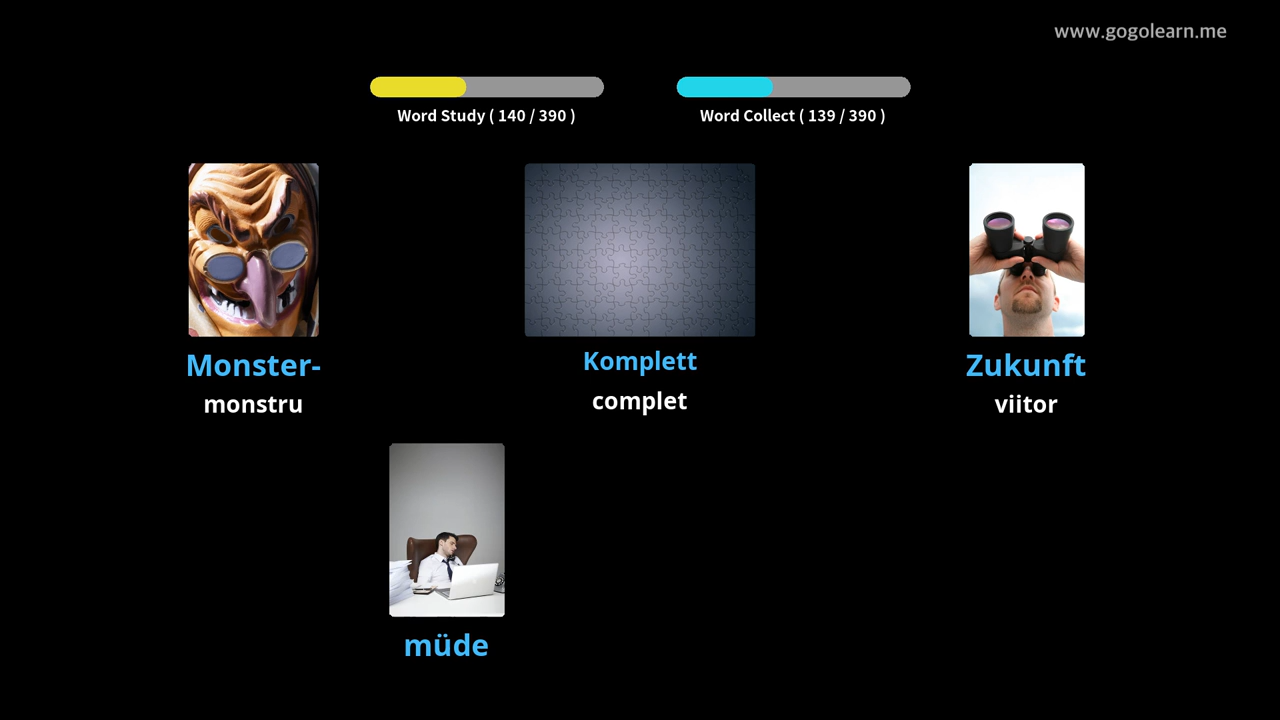 www.gogolearn.me
Word Study ( 140 / 390 )
Word Collect ( 139 / 390 )
Monster-
monstru
Komplett
complet
Zukunft
viitor
müde